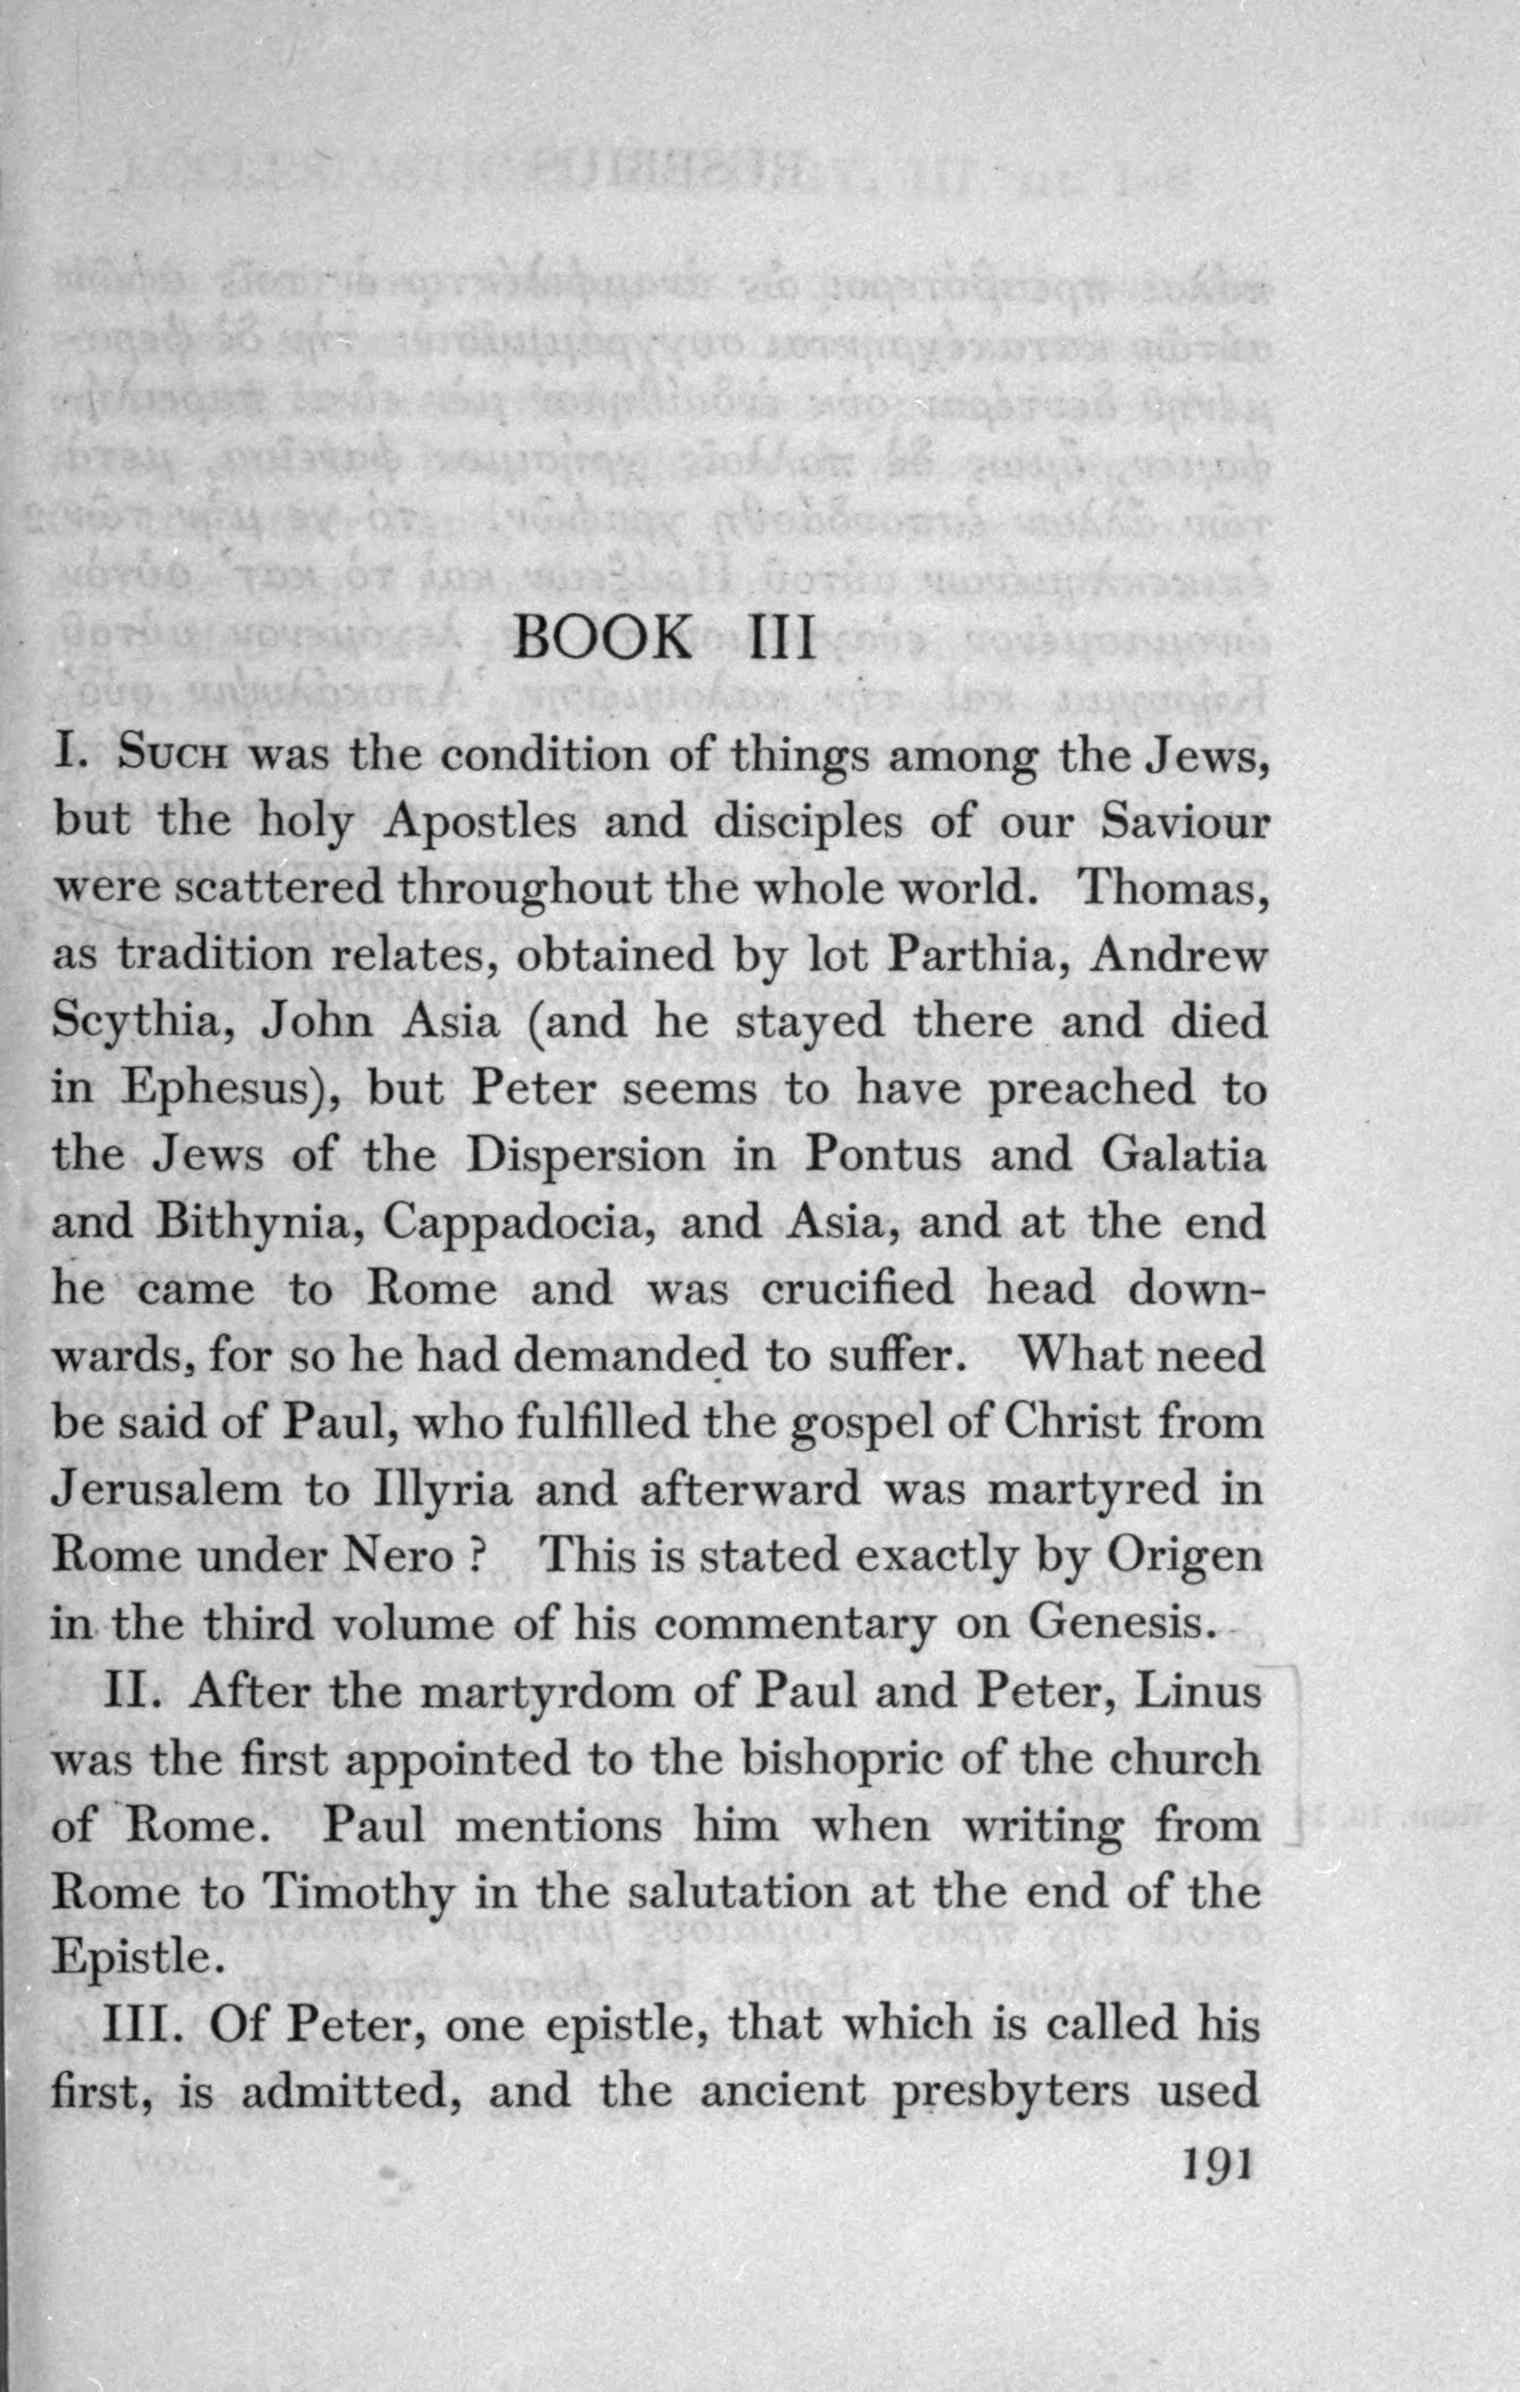 BOOK III
I. SUCH was the condition of things among the Jews,
but the holy Apostles and disciples of our Saviour
were scattered throughout the whole world. Thomas,
as tradition relates, obtained by lot Parthia, Andrew
Scythia, John Asia (and he stayed there and died
in Ephesus), but Peter seems to have preached to
the Jews of the Dispersion in Pontus and Galatia
and Bithynia, Cappadocia, and Asia, and at the end
he came to Rome and was crucified head down-
wards, for so he had demanded to suffer. What need
be said of Paul, who fulfilled the gospel of Christ from
Jerusalem to Illyria and afterward was martyred in
Rome under Nero ? This is stated exactly by Origen
in the third volume of his commentary on Genesis.
II. After the martyrdom of Paul and Peter, Linus
was the first appointed to the bishopric of the church
of Rome. Paul mentions him when writing from
Rome to Timothy in the salutation at the end of the
Epistle.
III. Of Peter, one epistle, that which is called his
first, is admitted, and the ancient presbyters used
191